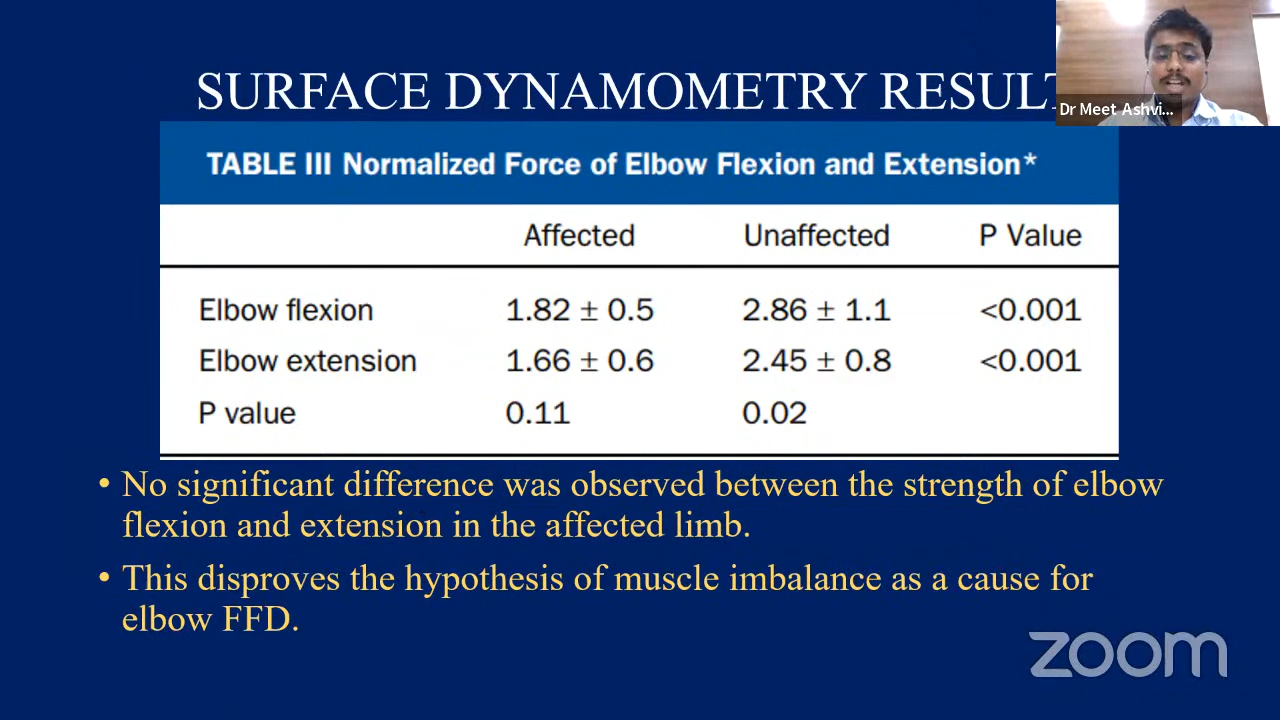 SURFACE DYNAMOMETRY RESULT
Dr Meet Ashvi...
TABLE III Normalized Force of Elbow Flexion and Extension*
Affected Unaffected P Value
Elbow flexion 1.82 ± 0.5 2.86 ± 1.1 <0.001
Elbow extension 1.66 ± 0.6 2.45 ± 0.8 <0.001
P value 0.11 0.02
• No significant difference was observed between the strength of elbow
flexion and extension in the affected limb.
• This disproves the hypothesis of muscle imbalance as a cause for
elbow FFD.
zoom